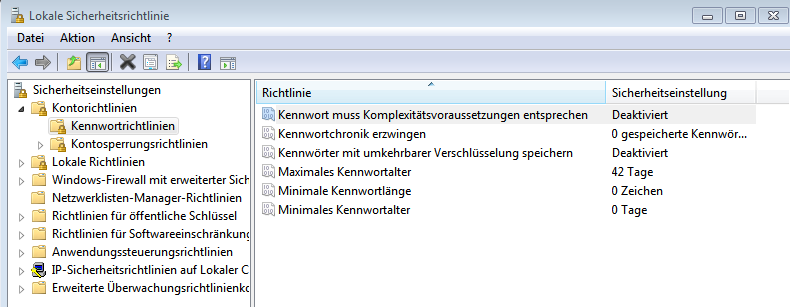 Lokale Sicherheitsrichtlinie
Datei Aktion Ansicht ?
Sicherheitseinstellungen
Kontorichtlinien
Kennwortrichtlinien
Kontosperrungsrichtlinien
Lokale Richtlinien
Windows-Firewall mit erweiterter Sich
Netzwerklisten-Manager-Richtlinien
Richtlinien für öffentliche Schlüssel
Richtlinien für Softwareeinschränkung
Anwendungssteuerungsrichtlinien
IP-Sicherheitsrichtlinien auf Lokaler C
Erweiterte Überwachungsrichtlinienko
Richtlinie Sicherheitseinstellung
Kennwort muss Komplexitätsvoraussetzungen entsprechen Deaktiviert
Kennwortchronik erzwingen 0 gespeicherte Kennwör...
Kennwörter mit umkehrbarer Verschlüsselung speichern Deaktiviert
Maximales Kennwortalter 42 Tage
Minimale Kennwortlänge 0 Zeichen
Minimales Kennwortalter 0 Tage